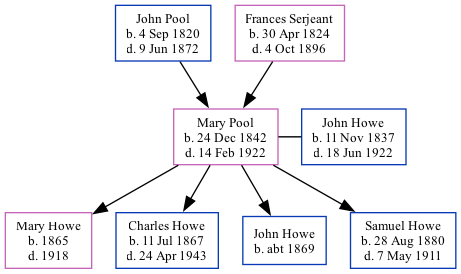 John Pool
b. 4 Sep 1820
d. 9 Jun 1872
Frances Serjeant
b. 30 Apr 1824
d. 4 Oct 1896
Mary Pool
b. 24 Dec 1842
d. 14 Feb 1922
John Howe
b. 11 Nov 1837
d. 18 Jun 1922
Mary Howe
b. 1865
d. 1918
Charles Howe
b. 11 Jul 1867
d. 24 Apr 1943
John Howe
b. abt 1869
Samuel Howe
b. 28 Aug 1880
d. 7 May 1911